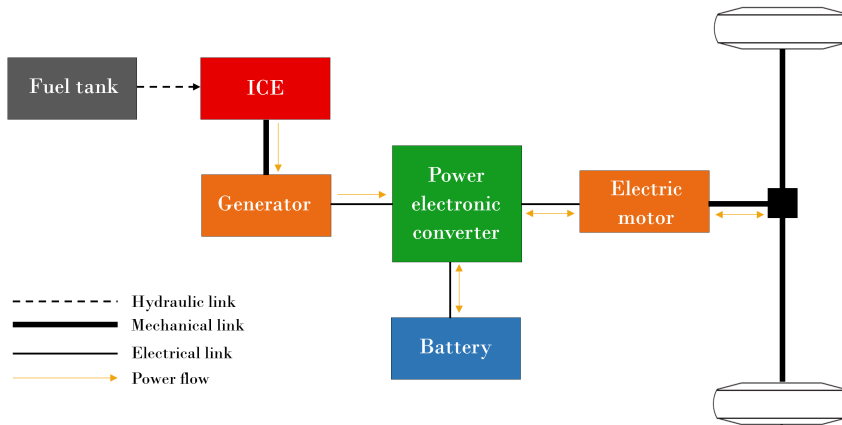 Fuel tank
ICE
Generator
Power
electronic
converter
Electric
motor
Battery
Hydraulic link
Mechanical link
Electrical link
Power flow